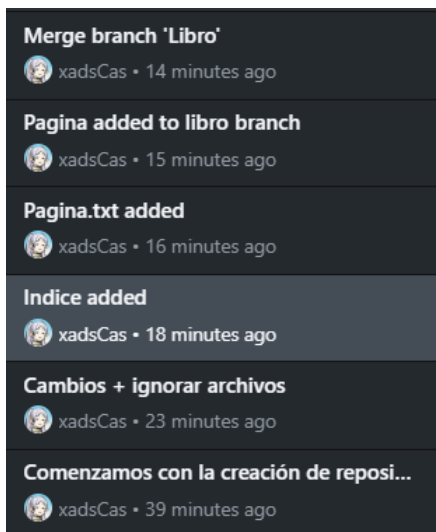 Merge branch 'Libro'
xadsCas • 14 minutes ago
Pagina added to libro branch
xadsCas • 15 minutes ago
Pagina.txt added
xadsCas • 16 minutes ago
Indice added
xadsCas • 18 minutes ago
Cambios + ignorar archivos
xadsCas • 23 minutes ago
Comenzamos con la creación de reposi...
xadsCas • 39 minutes ago